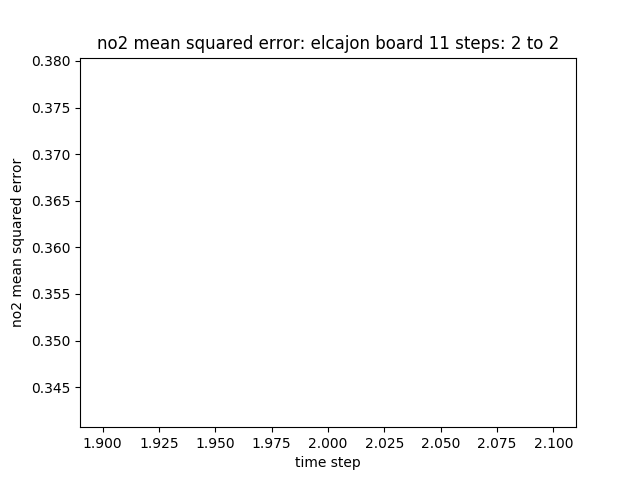 no2 mean squared error: elcajon board 11 steps: 2 to 2
0.380
0.375
0.370
0.365
0.360
0.355
0.350
0.345
no2 mean squared error
1.900 1.925 1.950 1.975 2.000 2.025 2.050 2.075 2.100
time step